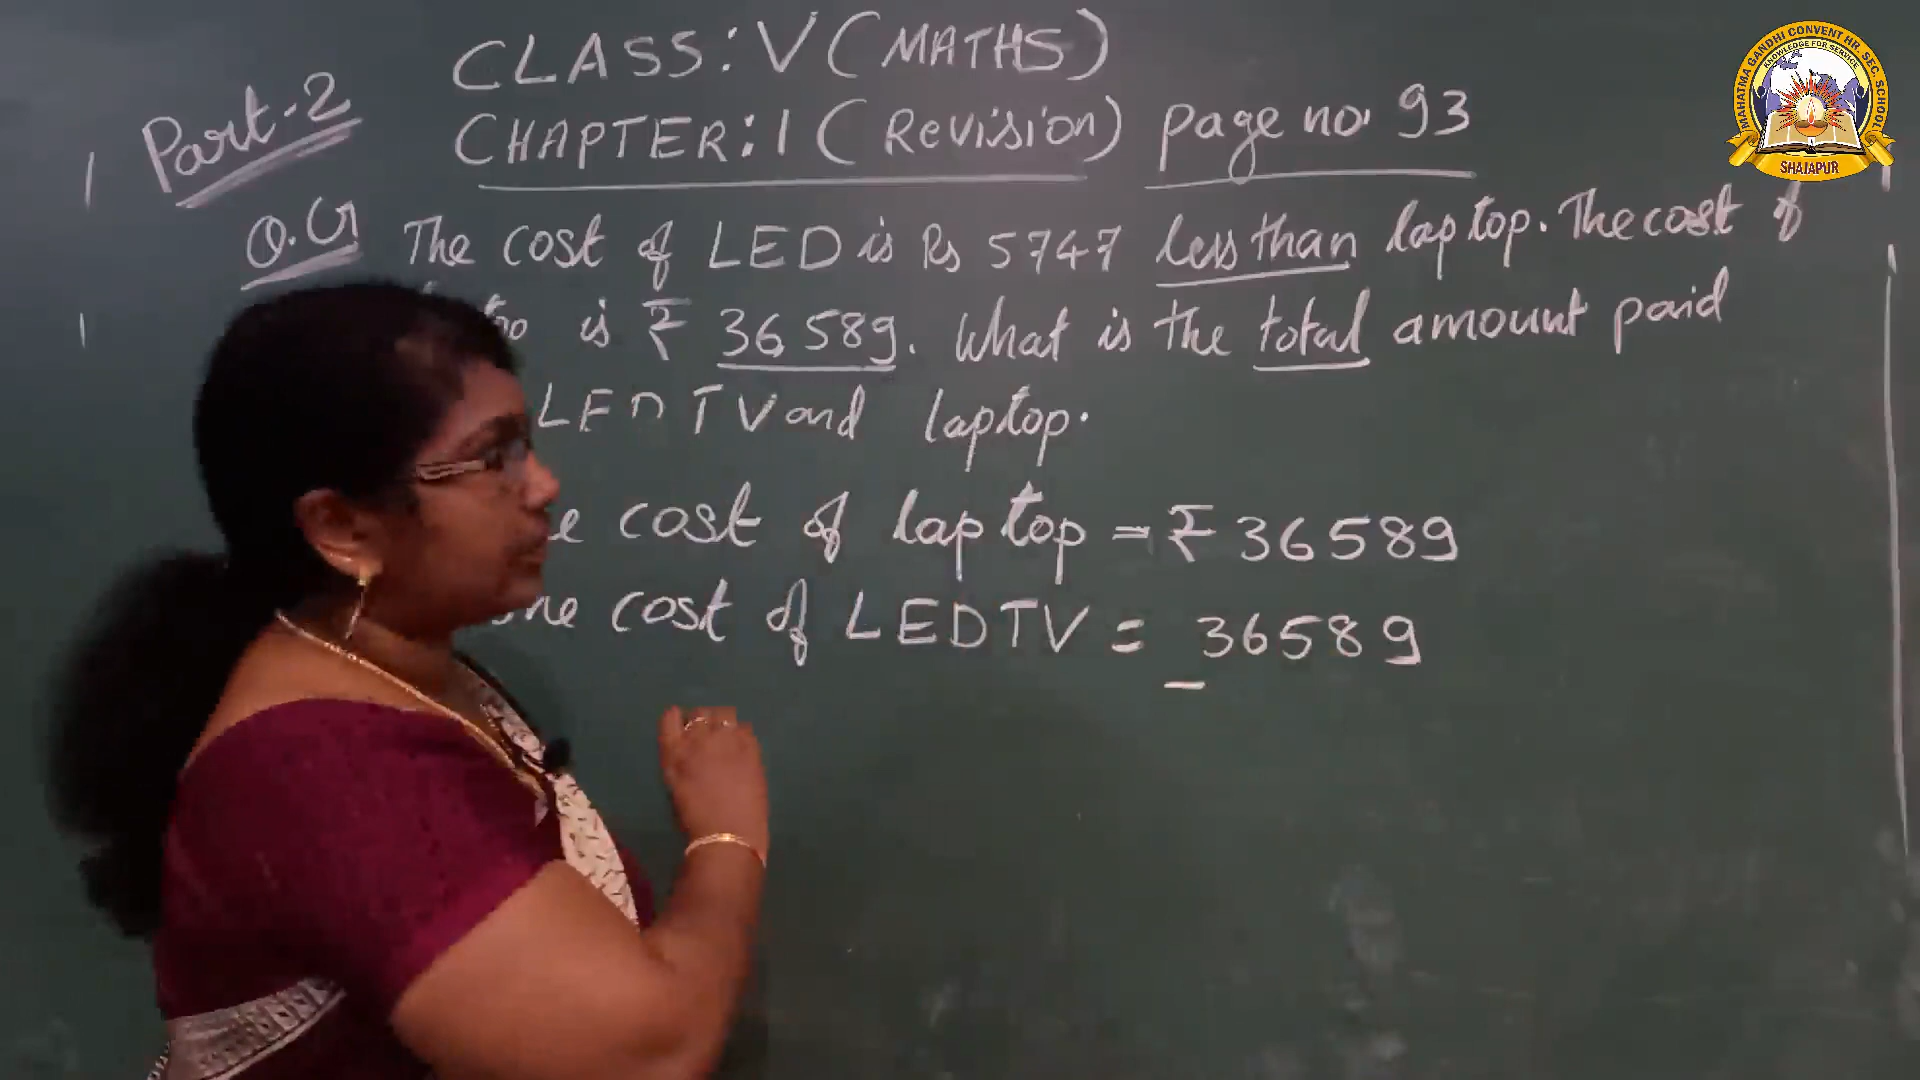 CLASS: V (MATHS)
Part-2
CHAPTER: 1 (Revision) page no. 93
Q. G The cost of LED is Rs 5747 less than laptop. The cost of
is ₹ 36589. What is the total amount paid
LED TV and laptop.
cost of laptop = ₹ 36589
cost of LED TV = 36589
MAHATMA GANDHI CONVENT HR. SEC. SCHOOL
KNOWLEDGE FOR SERVICE
SHAJAPUR